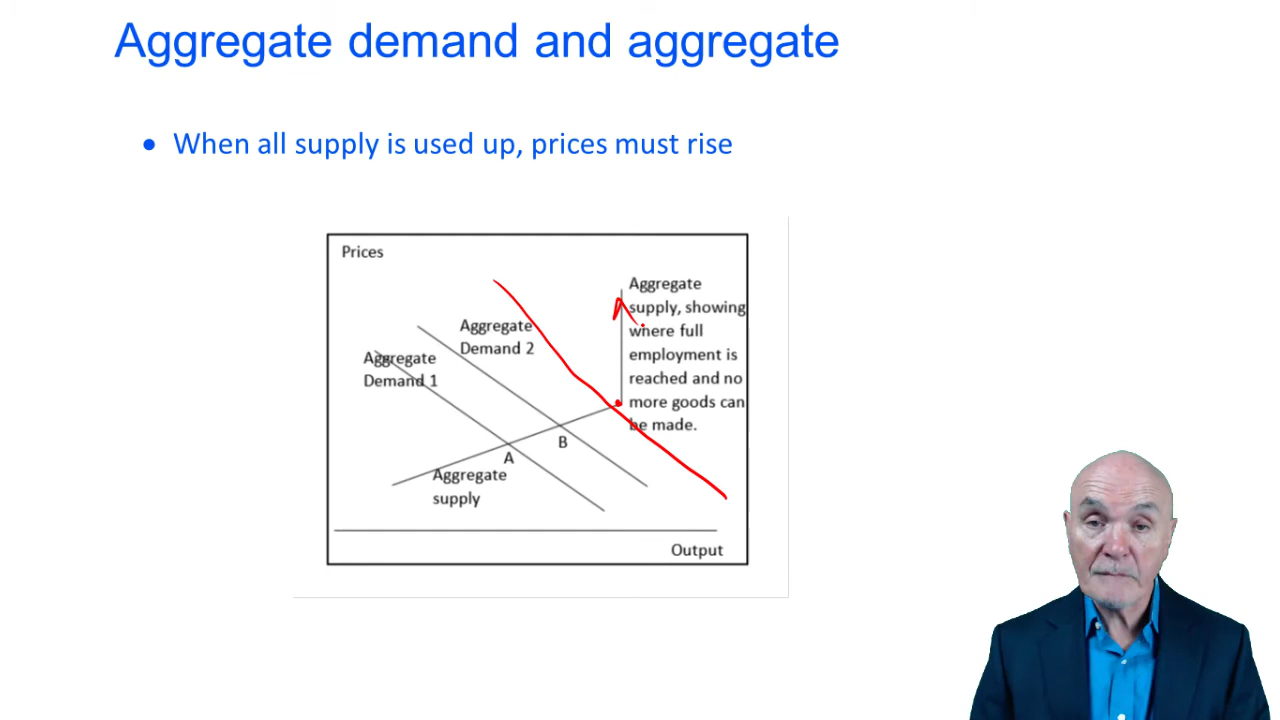 Aggregate demand and aggregate
• When all supply is used up, prices must rise
Prices
Aggregate
supply, showing
where full
employment is
reached and no
more goods can
be made.
Aggregate
Demand 2
Aggregate
Demand 1
B
A
Aggregate
supply
Output